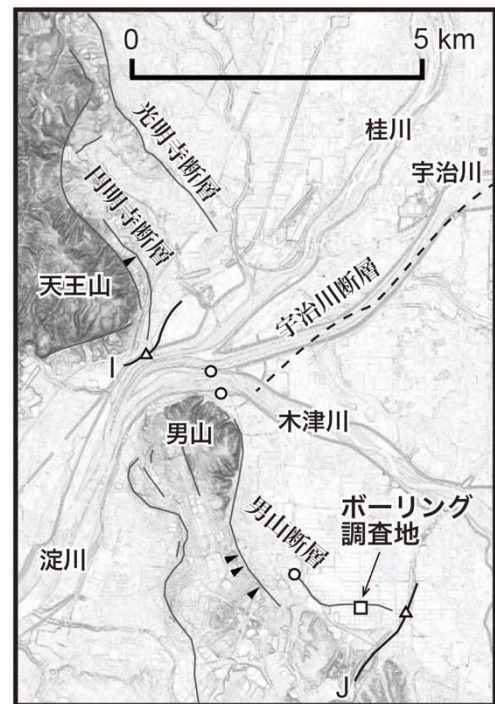 0 5 km
光明寺断層
桂川
宇治川
円明寺断層
天王山
宇治川断層
I
木津川
男山
ボーリング
調査地
男山断層
淀川
J